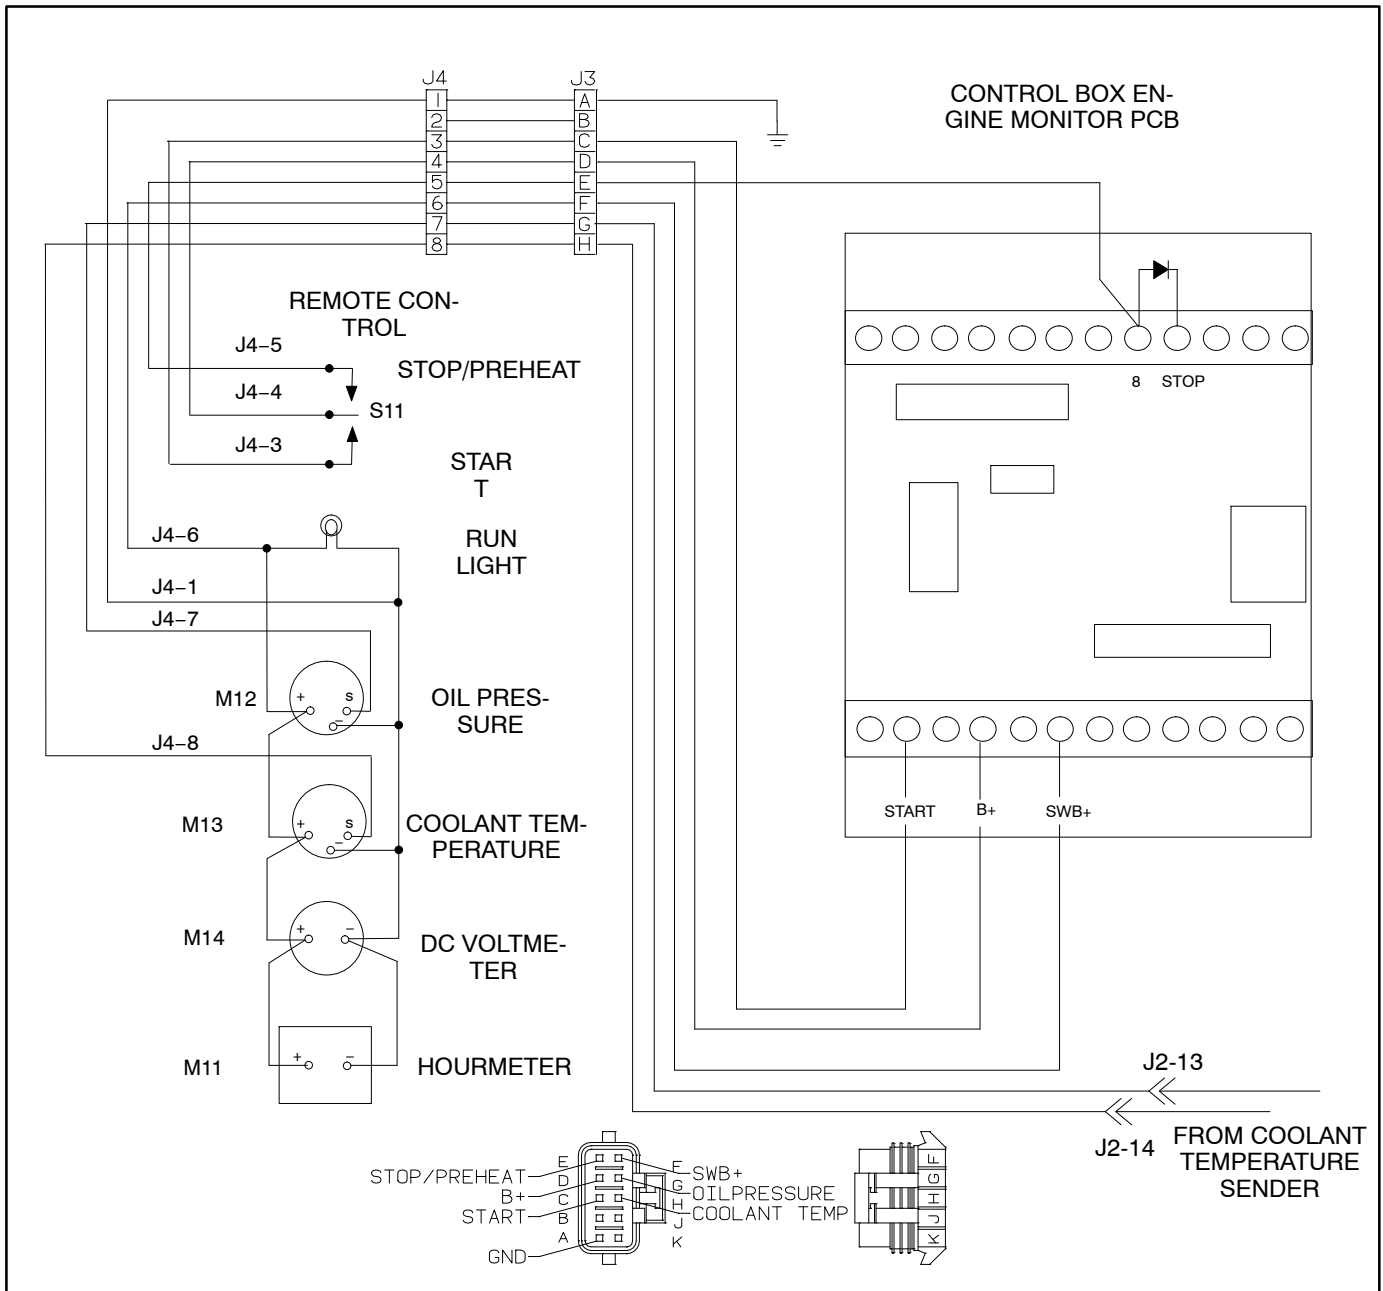 J4
J3
CONTROL BOX EN-
GINE MONITOR PCB
1
A
2
B
3
C
4
D
5
E
6
F
7
G
8
H
REMOTE CON-
TROL
J4−5
STOP/PREHEAT
J4−4
S11
J4−3
STAR
T
8
STOP
J4−6
RUN
LIGHT
J4−1
J4−7
M12
+
S
−
OIL PRES-
SURE
J4−8
M13
+
S
−
COOLANT TEM-
PERATURE
START
B+
SWB+
M14
+
−
DC VOLTME-
TER
M11
+
−
HOURMETER
J2-13
J2-14
FROM COOLANT
TEMPERATURE
SENDER
STOP/PREHEAT
E
F
SWB+
B+
D
G
OILPRESSURE
START
C
H
COOLANT TEMP
B
J
A
K
GND
F
G
H
J
K